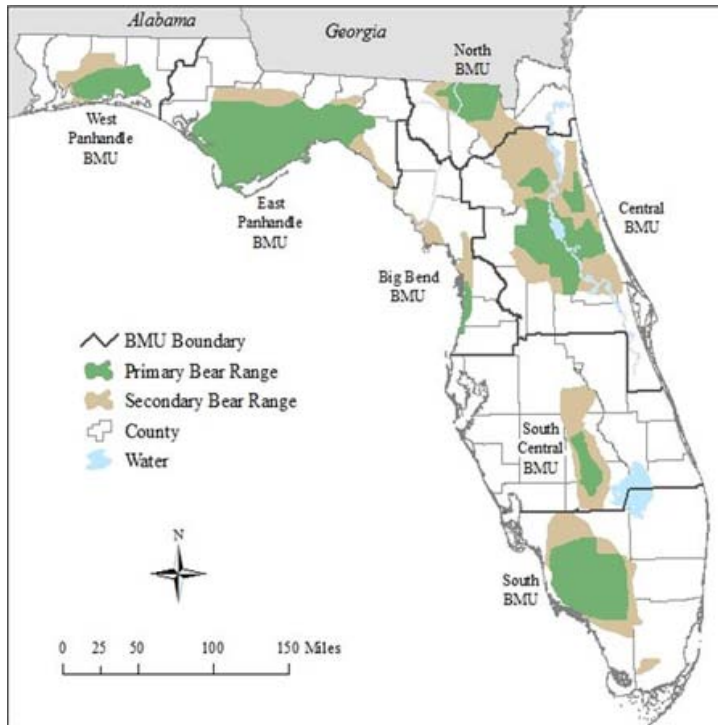 Alabama
Georgia
North
BMU
West
Panhandle
BMU
East
Panhandle
BMU
Central
BMU
Big Bend
BMU
BMU Boundary
Primary Bear Range
Secondary Bear Range
County
Water
South
Central
BMU
N
South
BMU
0 25 50 100 150 Miles